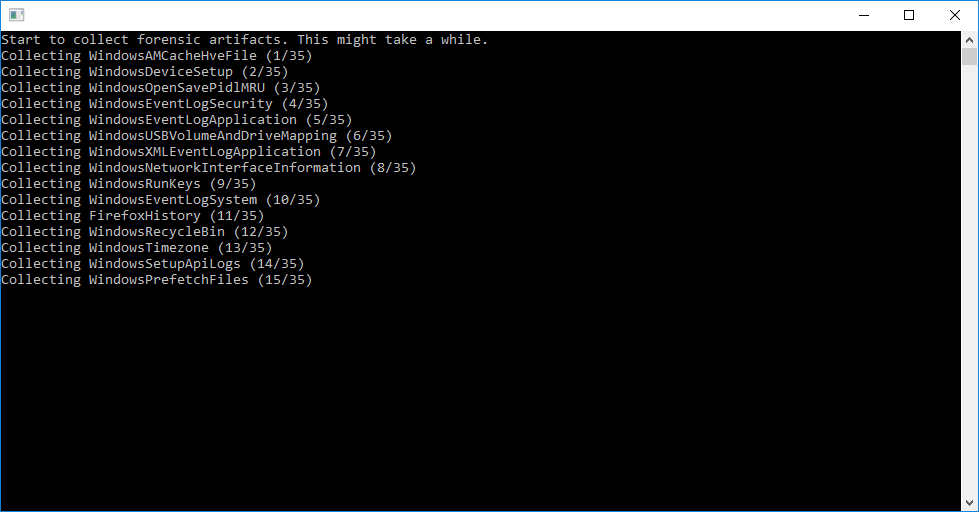 Start to collect forensic artifacts. This might take a while.
Collecting WindowsAMCacheHveFile (1/35)
Collecting WindowsDeviceSetup (2/35)
Collecting WindowsOpenSavePidlMRU (3/35)
Collecting WindowsEventLogSecurity (4/35)
Collecting WindowsEventLogApplication (5/35)
Collecting WindowsUSBVolumeAndDriveMapping (6/35)
Collecting WindowsXMLEventLogApplication (7/35)
Collecting WindowsNetworkInterfaceInformation (8/35)
Collecting WindowsRunKeys (9/35)
Collecting WindowsEventLogSystem (10/35)
Collecting FirefoxHistory (11/35)
Collecting WindowsRecycleBin (12/35)
Collecting WindowsTimezone (13/35)
Collecting WindowsSetupApiLogs (14/35)
Collecting WindowsPrefetchFiles (15/35)